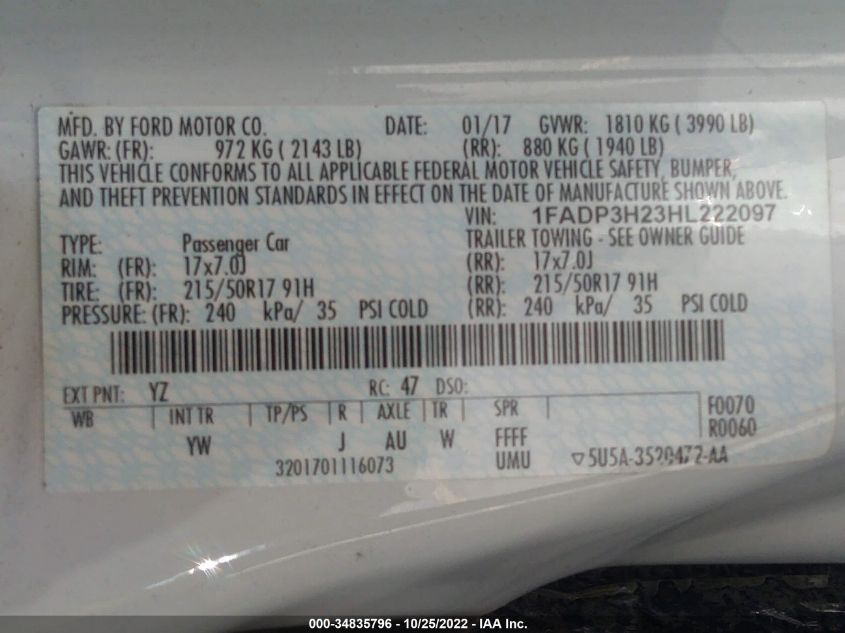 MFD. BY FORD MOTOR CO. DATE: 01/17 GVWR: 1810 KG ( 3990 LB)
GAWR: (FR): 972 KG ( 2143 LB) (RR): 880 KG ( 1940 LB)
THIS VEHICLE CONFORMS TO ALL APPLICABLE FEDERAL MOTOR VEHICLE SAFETY, BUMPER,
AND THEFT PREVENTION STANDARDS IN EFFECT ON THE DATE OF MANUFACTURE SHOWN ABOVE.
VIN: 1FADP3H23HL222097
TYPE: Passenger Car TRAILER TOWING - SEE OWNER GUIDE
RIM: (FR): 17x7.0J (RR): 17x7.0J
TIRE: (FR): 215/50R17 91H (RR): 215/50R17 91H
PRESSURE: (FR): 240 kPa/ 35 PSI COLD (RR): 240 kPa/ 35 PSI COLD
EXT PNT: YZ RC: 47 DSO:
WB INT TR TP/PS R AXLE TR SPR F0070
YW J AU W FFFF R0060
3201701116073 UMU ▽5U5A-3520472-AA
000-34835796 - 10/25/2022 - IAA Inc.